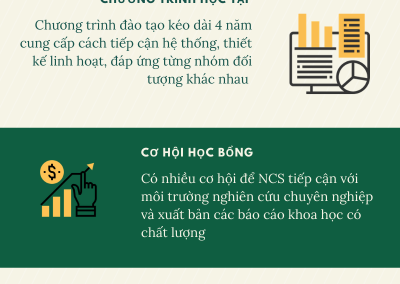 CHƯƠNG TRÌNH HỌC TẬP
Chương trình đào tạo kéo dài 4 năm
cung cấp cách tiếp cận hệ thống, thiết
kế linh hoạt, đáp ứng từng nhóm đối
tượng khác nhau
CƠ HỘI HỌC BỔNG
Có nhiều cơ hội để NCS tiếp cận với
môi trường nghiên cứu chuyên nghiệp
và xuất bản các báo cáo khoa học có
chất lượng